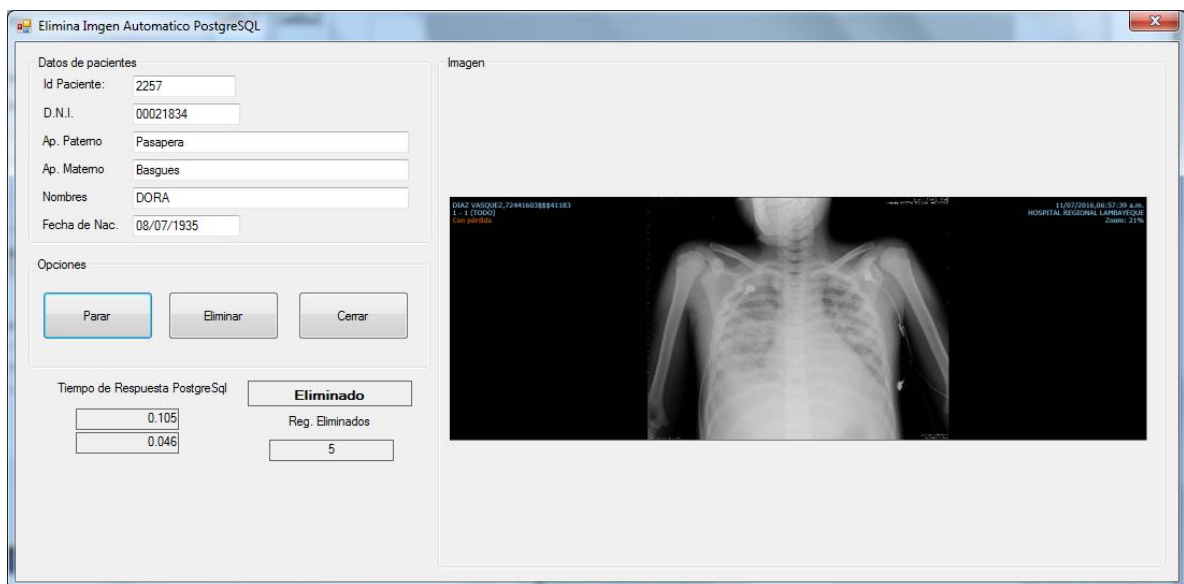 Elimina Imgen Automatico PostgreSQL
Datos de pacientes
Id Paciente: 2257
D.N.I. 00021834
Ap. Paterno Pasapera
Ap. Materno Basgues
Nombres DORA
Fecha de Nac. 08/07/1935
Opciones
Parar Eliminar Cerrar
Tiempo de Respuesta PostgreSql
0.105
0.046
Eliminado
Reg. Eliminados
5
Imagen
DIAZ VASQUEZ,72441603$$$41183
1 - 1 (TODO)
Con pérdida
11/07/2016,06:57:39 a.m.
HOSPITAL REGIONAL LAMBAYEQUE
Zoom: 21%